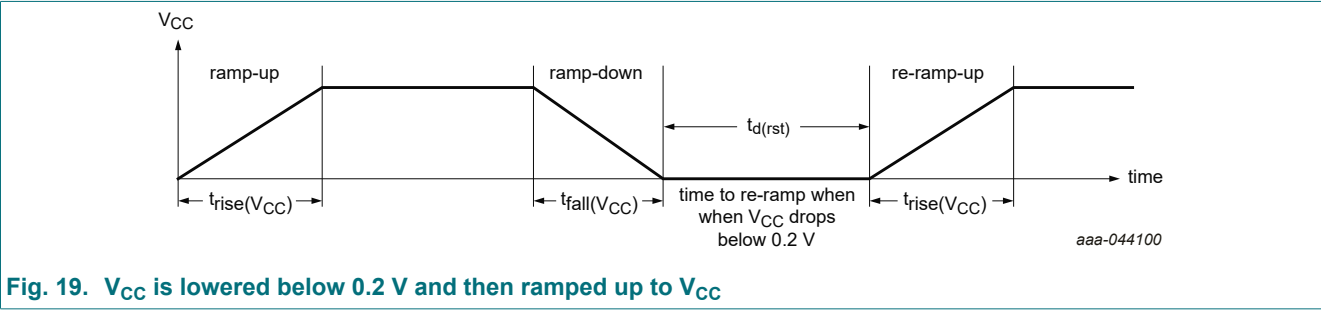 VCC
ramp-up
ramp-down
re-ramp-up
td(rst)
time
trise(VCC)
tfall(VCC)
time to re-ramp when
when VCC drops
below 0.2 V
trise(VCC)
aaa-044100
Fig. 19. VCC is lowered below 0.2 V and then ramped up to VCC